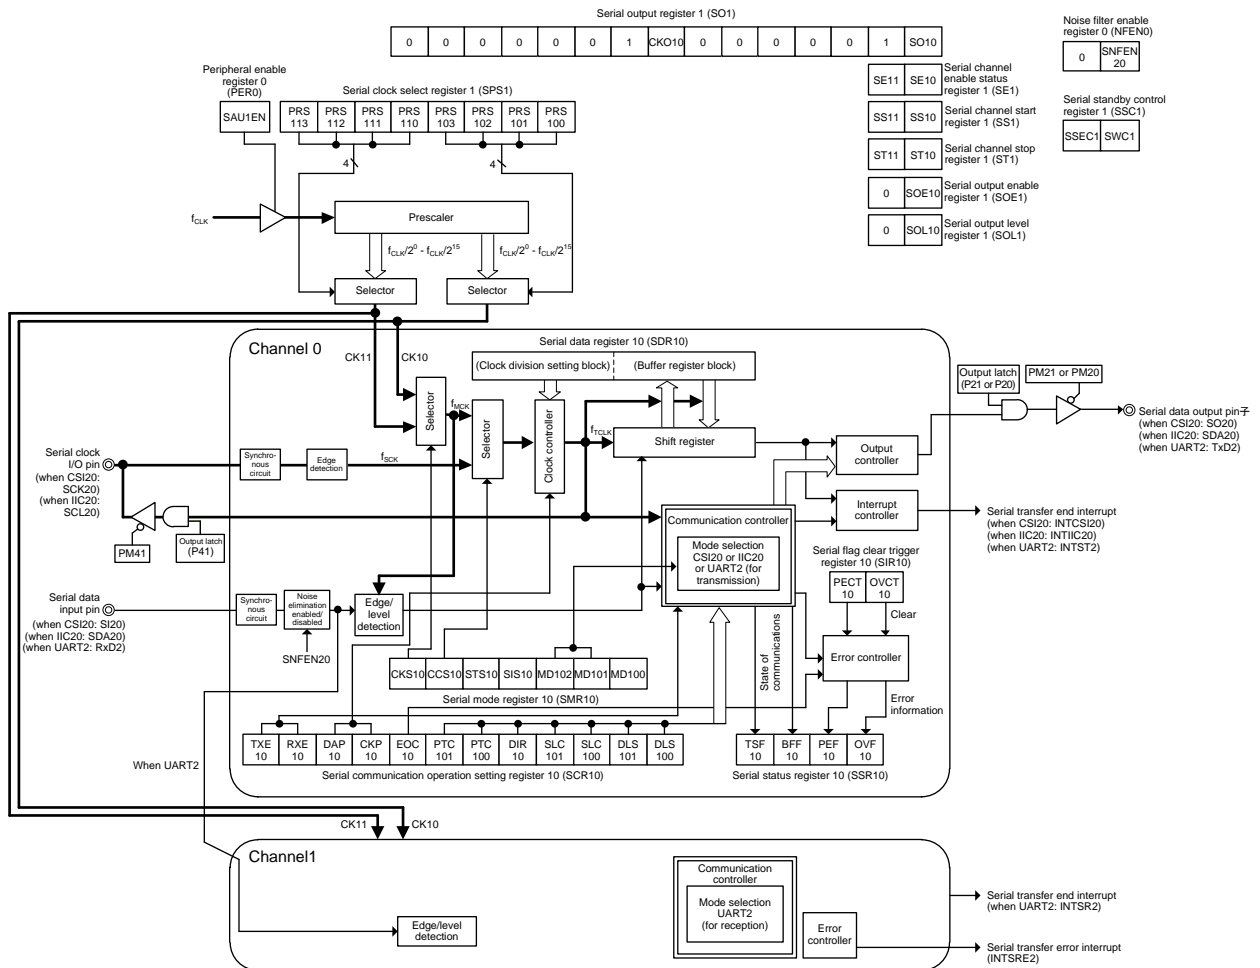 Serial output register 1 (SO1)
0 0 0 0 0 0 1 CKO10 0 0 0 0 0 0 1 SO10
Noise filter enable
register 0 (NFEN0)
0 SNFEN
20
Peripheral enable
register 0
(PER0)
SAU1EN
Serial clock select register 1 (SPS1)
PRS
113
PRS
112
PRS
111
PRS
110
PRS
103
PRS
102
PRS
101
PRS
100
4
4
SE11 SE10
Serial channel
enable status
register 1 (SE1)
SS11 SS10
Serial channel start
register 1 (SS1)
ST11 ST10
Serial channel stop
register 1 (ST1)
0 SOE10
Serial output enable
register 1 (SOE1)
0 SOL10
Serial output level
register 1 (SOL1)
Serial standby control
register 1 (SSC1)
SSEC1 SWC1
fCLK
Prescaler
fCLK/2⁰ - fCLK/2¹⁵
fCLK/2⁰ - fCLK/2¹⁵
Selector
Selector
Channel 0
CK11
CK10
Serial data register 10 (SDR10)
(Clock division setting block)
(Buffer register block)
Selector
fMCK
Selector
Clock controller
fTCLK
Shift register
Output latch
(P21 or P20)
PM21 or PM20
Serial data output pin子
(when CSI20: SO20)
(when IIC20: SDA20)
(when UART2: TxD2)
Output
controller
Serial clock
I/O pin
(when CSI20:
SCK20)
(when IIC20:
SCL20)
Synchro-
nous
circuit
Edge
detection
fSCK
PM41
Output latch
(P41)
Communication controller
Mode selection
CSI20 or IIC20
or UART2 (for
transmission)
Interrupt
controller
Serial transfer end interrupt
(when CSI20: INTCSI20)
(when IIC20: INTIIC20)
(when UART2: INTST2)
Serial flag clear trigger
register 10 (SIR10)
PECT
10
OVCT
10
Clear
Serial data
input pin
(when CSI20: SI20)
(when IIC20: SDA20)
(when UART2: RxD2)
Synchro-
nous
circuit
Noise
elimination
enabled/
disabled
SNFEN20
Edge/
level
detection
Error controller
State of
communications
Error
information
CKS10 CCS10 STS10 SIS10 MD102 MD101 MD100
Serial mode register 10 (SMR10)
TXE
10
RXE
10
DAP
10
CKP
10
EOC
10
PTC
101
PTC
100
DIR
10
SLC
101
SLC
100
DLS
101
DLS
100
Serial communication operation setting register 10 (SCR10)
TSF
10
BFF
10
PEF
10
OVF
10
Serial status register 10 (SSR10)
When UART2
CK11
CK10
Channel1
Communication
controller
Mode selection
UART2
(for reception)
Edge/level
detection
Error
controller
Serial transfer end interrupt
(when UART2: INTSR2)
Serial transfer error interrupt
(INTSRE2)